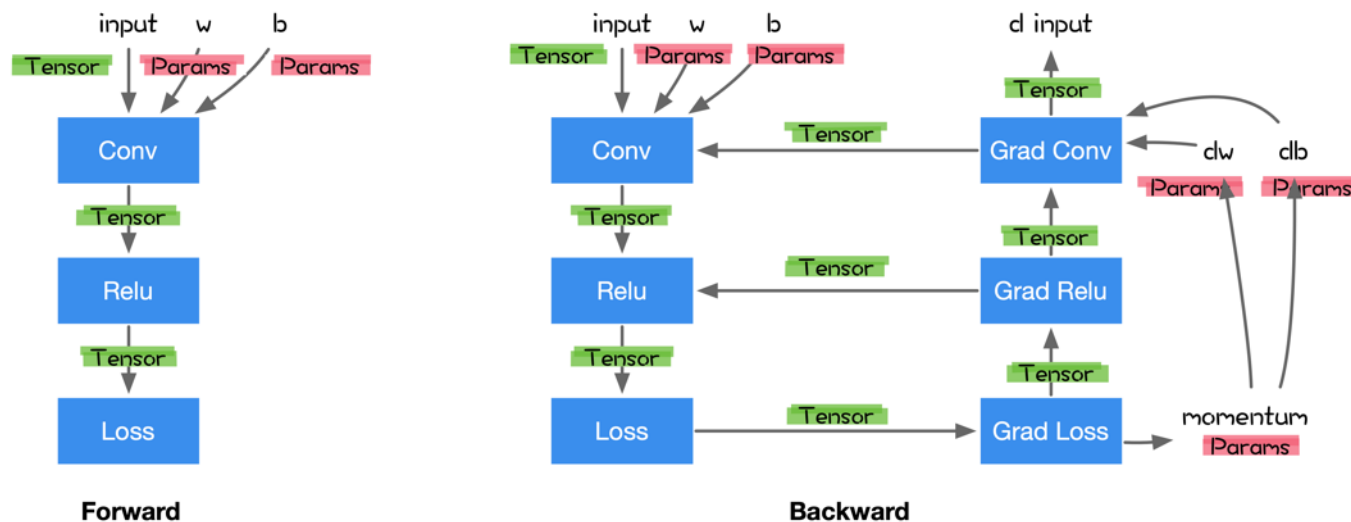 input w b
Tensor Params Params
Conv
Tensor
Relu
Tensor
Loss
Forward
input w b d input
Tensor Params Params Tensor
Conv Tensor Grad Conv dw db
Params Params
Tensor Tensor
Relu Tensor Grad Relu
Tensor Tensor
Loss Tensor Grad Loss momentum
Params
Backward